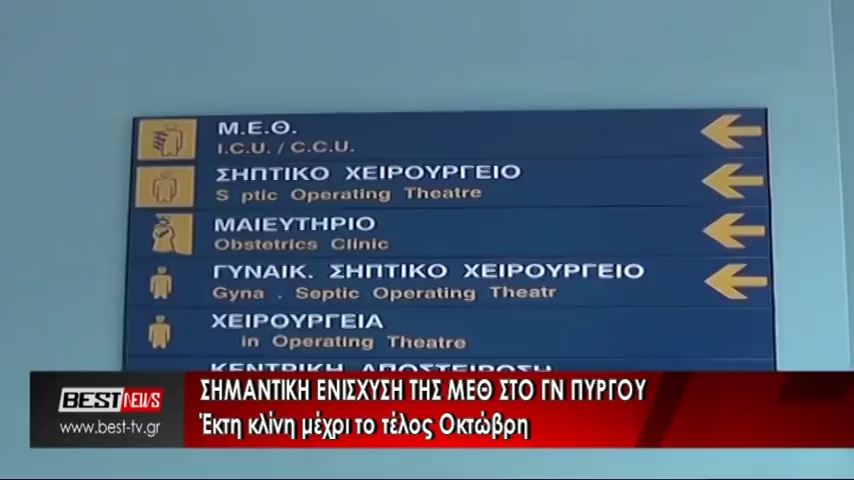 Μ.Ε.Θ.
I.C.U. / C.C.U.
ΣΗΠΤΙΚΟ ΧΕΙΡΟΥΡΓΕΙΟ
S ptic Operating Theatre
ΜΑΙΕΥΤΗΡΙΟ
Obstetrics Clinic
ΓΥΝΑΙΚ. ΣΗΠΤΙΚΟ ΧΕΙΡΟΥΡΓΕΙΟ
Gyna . Septic Operating Theatr
ΧΕΙΡΟΥΡΓΕΙΑ
in Operating Theatre
ΚΕΝΤΡΙΚΗ ΑΠΟΣΤΕΙΡΩΣΗ
BEST NEWS
www.best-tv.gr
ΣΗΜΑΝΤΙΚΗ ΕΝΙΣΧΥΣΗ ΤΗΣ ΜΕΘ ΣΤΟ ΓΝ ΠΥΡΓΟΥ
Έκτη κλίνη μέχρι το τέλος Οκτώβρη